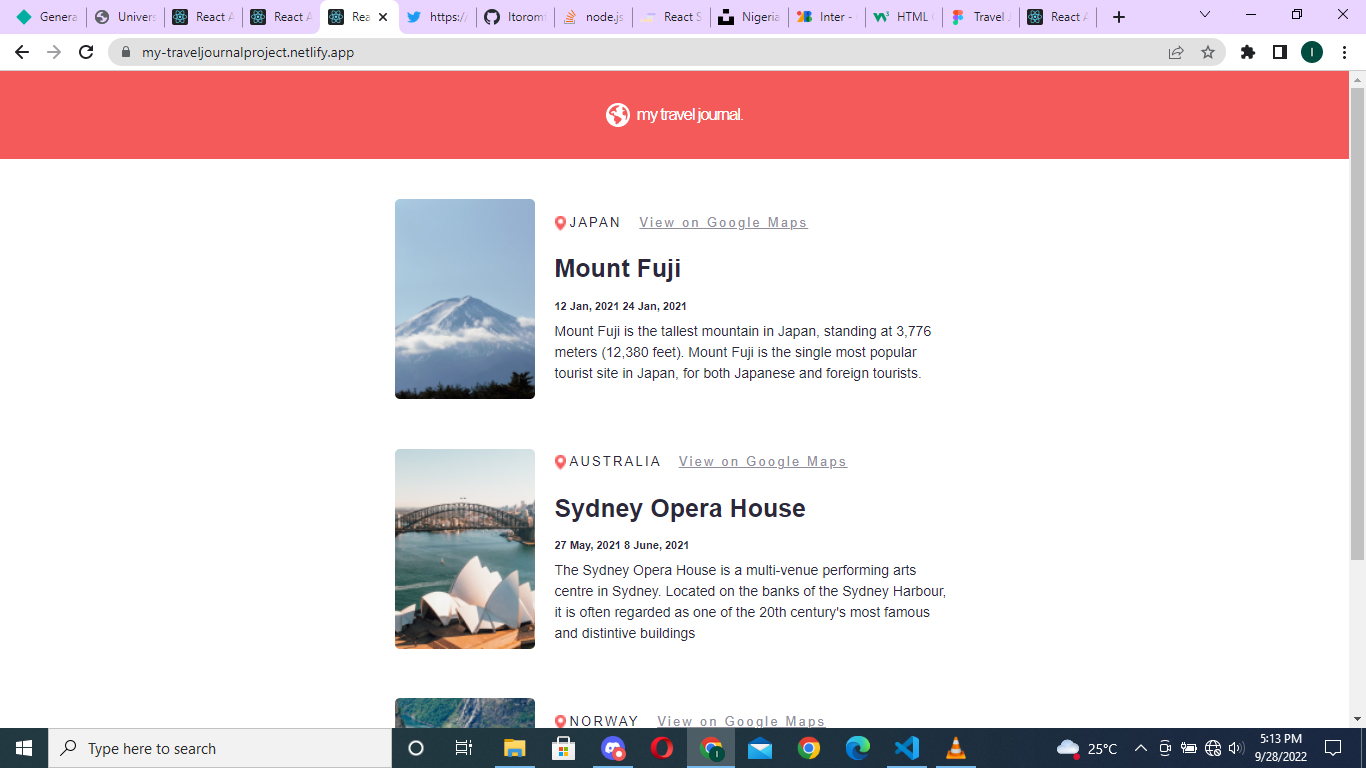 Genera
Univers
React A
React A
Rea
https://
Itorom
node.js
React S
Nigeria
Inter -
HTML
Travel J
React A
my-traveljournalproject.netlify.app
I
my travel journal.
JAPAN View on Google Maps
Mount Fuji
12 Jan, 2021 24 Jan, 2021
Mount Fuji is the tallest mountain in Japan, standing at 3,776
meters (12,380 feet). Mount Fuji is the single most popular
tourist site in Japan, for both Japanese and foreign tourists.
AUSTRALIA View on Google Maps
Sydney Opera House
27 May, 2021 8 June, 2021
The Sydney Opera House is a multi-venue performing arts
centre in Sydney. Located on the banks of the Sydney Harbour,
it is often regarded as one of the 20th century's most famous
and distintive buildings
NORWAY View on Google Maps
Type here to search
25°C
5:13 PM
9/28/2022